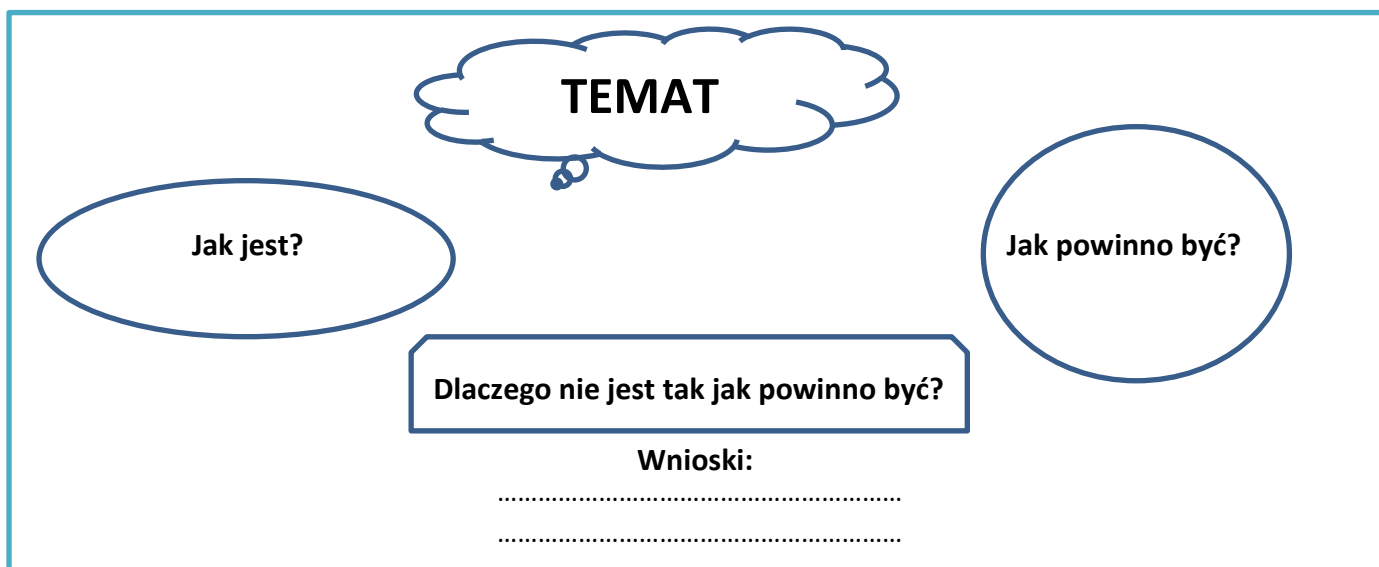 TEMAT
Jak jest?
Jak powinno być?
Dlaczego nie jest tak jak powinno być?
Wnioski:
……………………………………………………
……………………………………………………